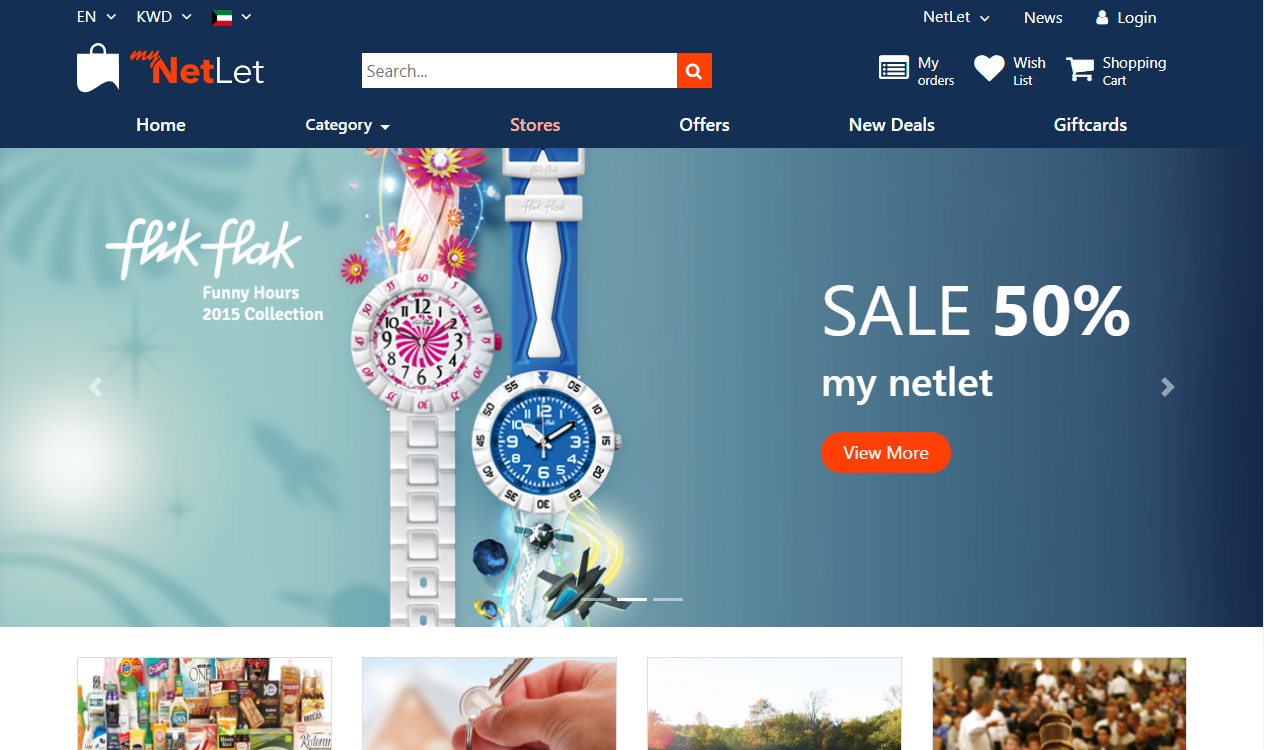 EN KWD
NetLet News Login
my NetLet
Search...
My
orders
Wish
List
Shopping
Cart
Home Category Stores Offers New Deals Giftcards
flik flak
Funny Hours
2015 Collection
SALE 50%
my netlet
View More